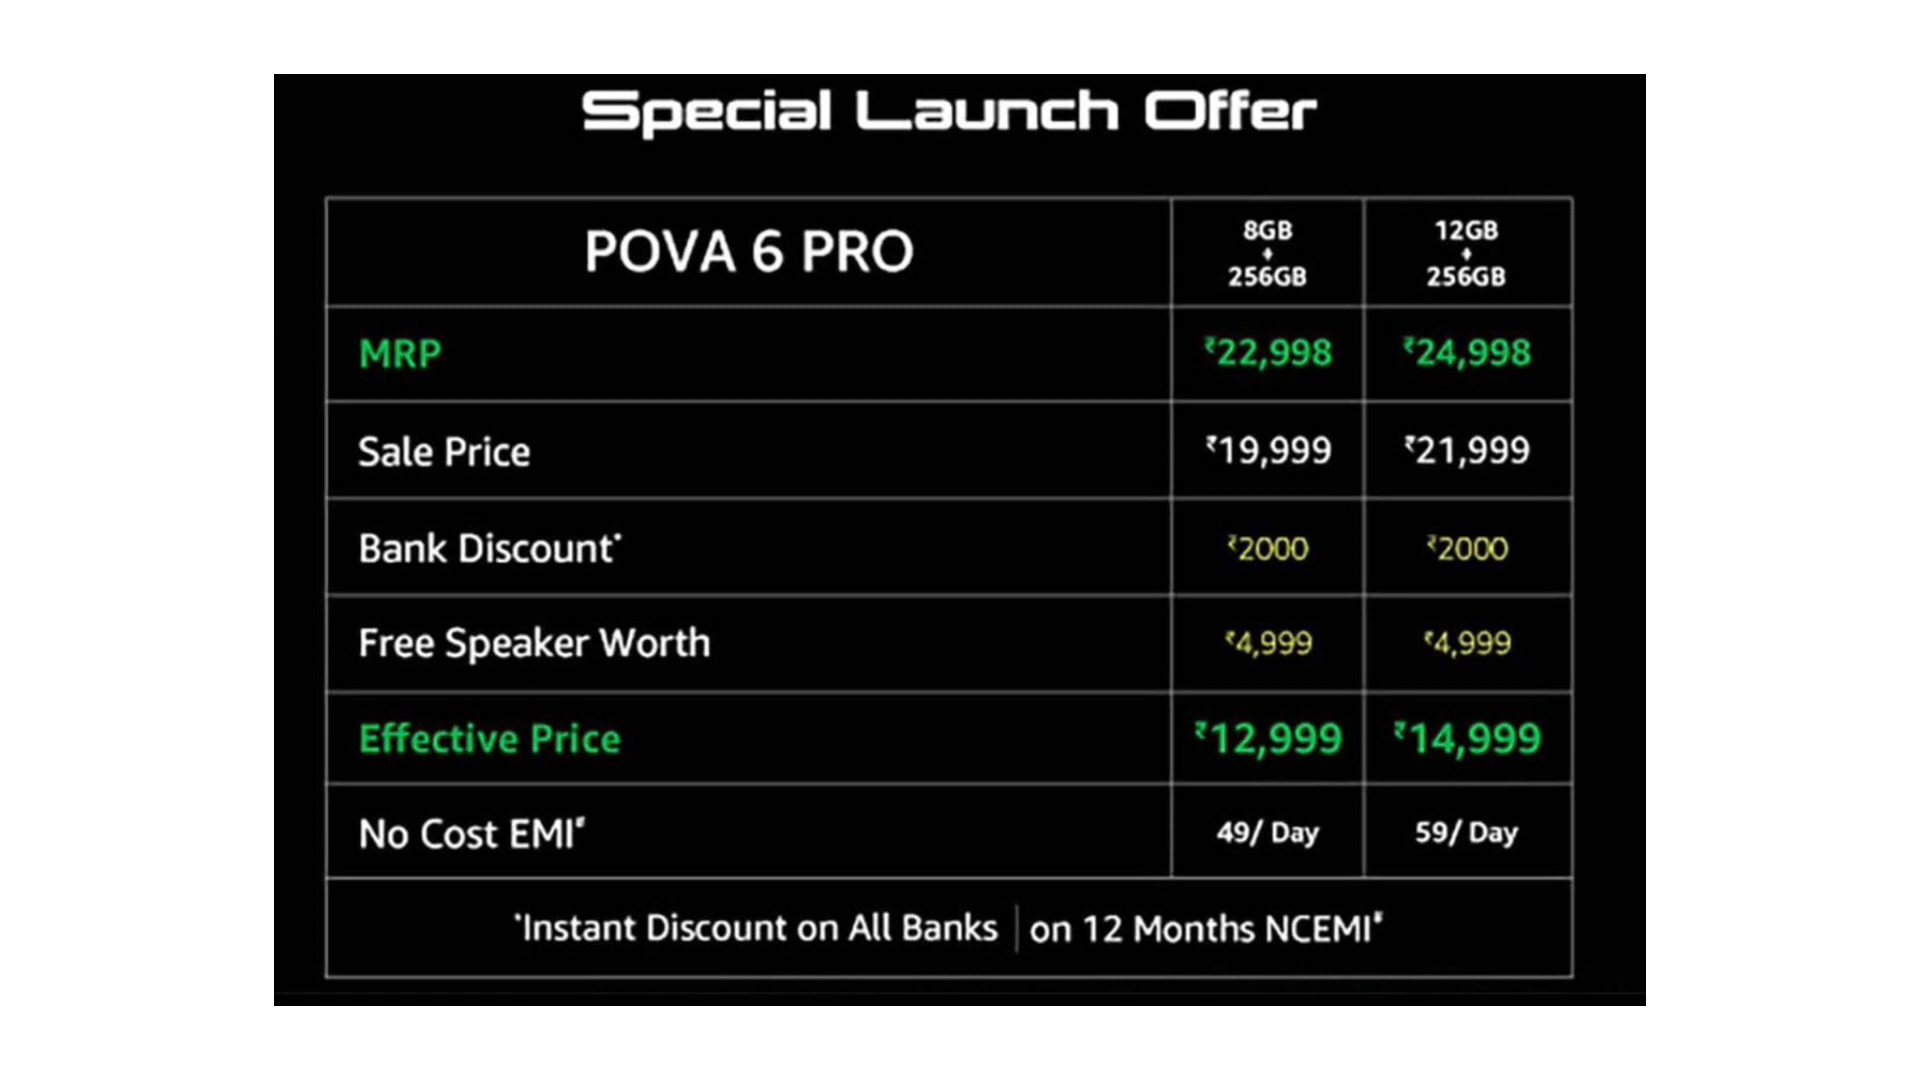 Special Launch Offer
POVA 6 PRO
8GB
+
256GB
12GB
+
256GB
MRP ₹22,998 ₹24,998
Sale Price ₹19,999 ₹21,999
Bank Discount* ₹2000 ₹2000
Free Speaker Worth ₹4,999 ₹4,999
Effective Price ₹12,999 ₹14,999
No Cost EMI# 49/ Day 59/ Day
*Instant Discount on All Banks | on 12 Months NCEMI#